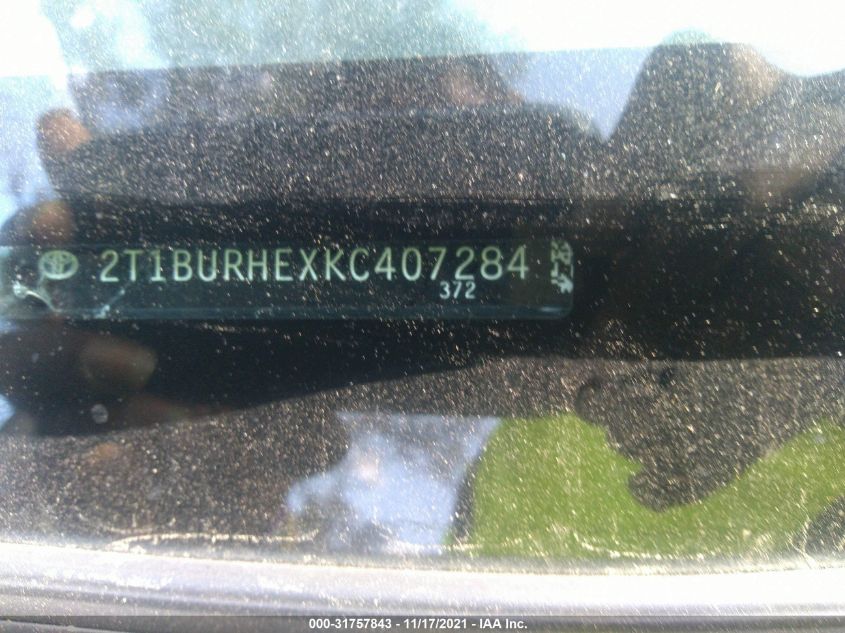 2T1BURHEXKC407284
372
000-31757843 - 11/17/2021 - IAA Inc.